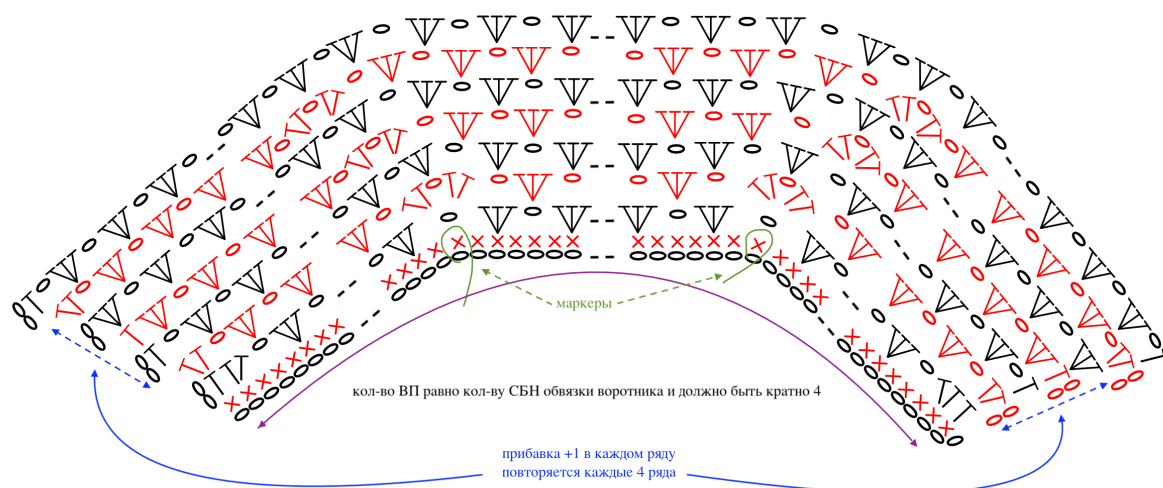 маркеры
кол-во ВП равно кол-ву СБН обвязки воротника и должно быть кратно 4
прибавка +1 в каждом ряду
повторяется каждые 4 ряда